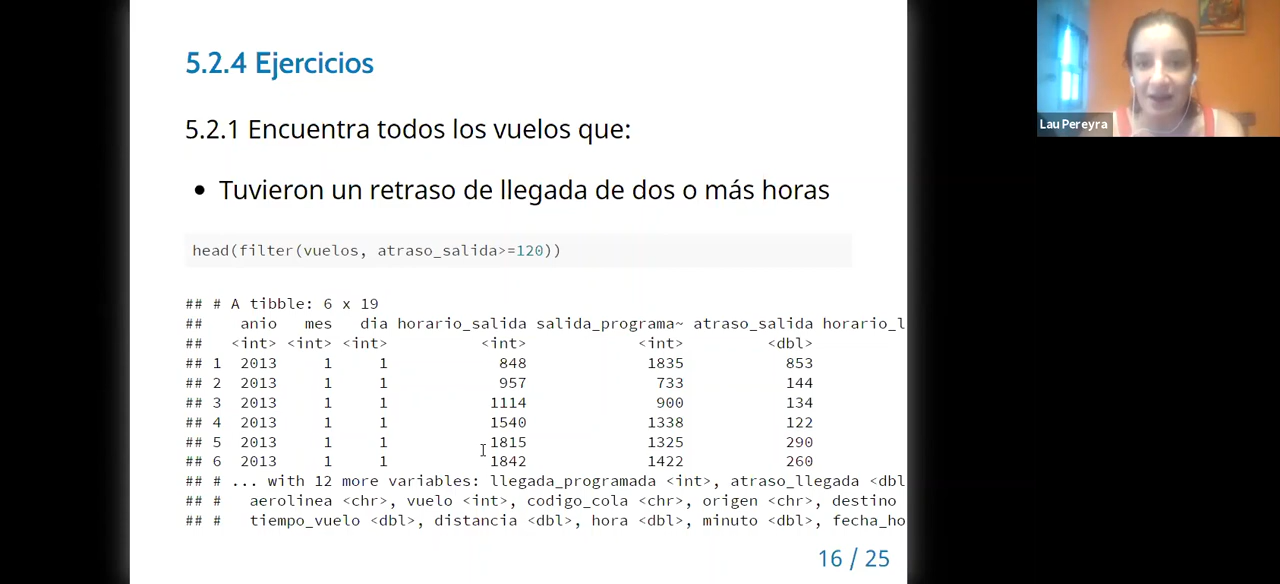 5.2.4 Ejercicios
5.2.1 Encuentra todos los vuelos que:
• Tuvieron un retraso de llegada de dos o más horas
head(filter(vuelos, atraso_salida>=120))
## # A tibble: 6 x 19
##    anio   mes   dia horario_salida salida_programa~ atraso_salida horario_l
##   <int> <int> <int>          <int>            <int>         <dbl>
## 1  2013     1     1            848             1835           853
## 2  2013     1     1            957              733           144
## 3  2013     1     1           1114              900           134
## 4  2013     1     1           1540             1338           122
## 5  2013     1     1           1815             1325           290
## 6  2013     1     1           1842             1422           260
## # ... with 12 more variables: llegada_programada <int>, atraso_llegada <dbl
## #   aerolinea <chr>, vuelo <int>, codigo_cola <chr>, origen <chr>, destino
## #   tiempo_vuelo <dbl>, distancia <dbl>, hora <dbl>, minuto <dbl>, fecha_ho
16 / 25
Lau Pereyra